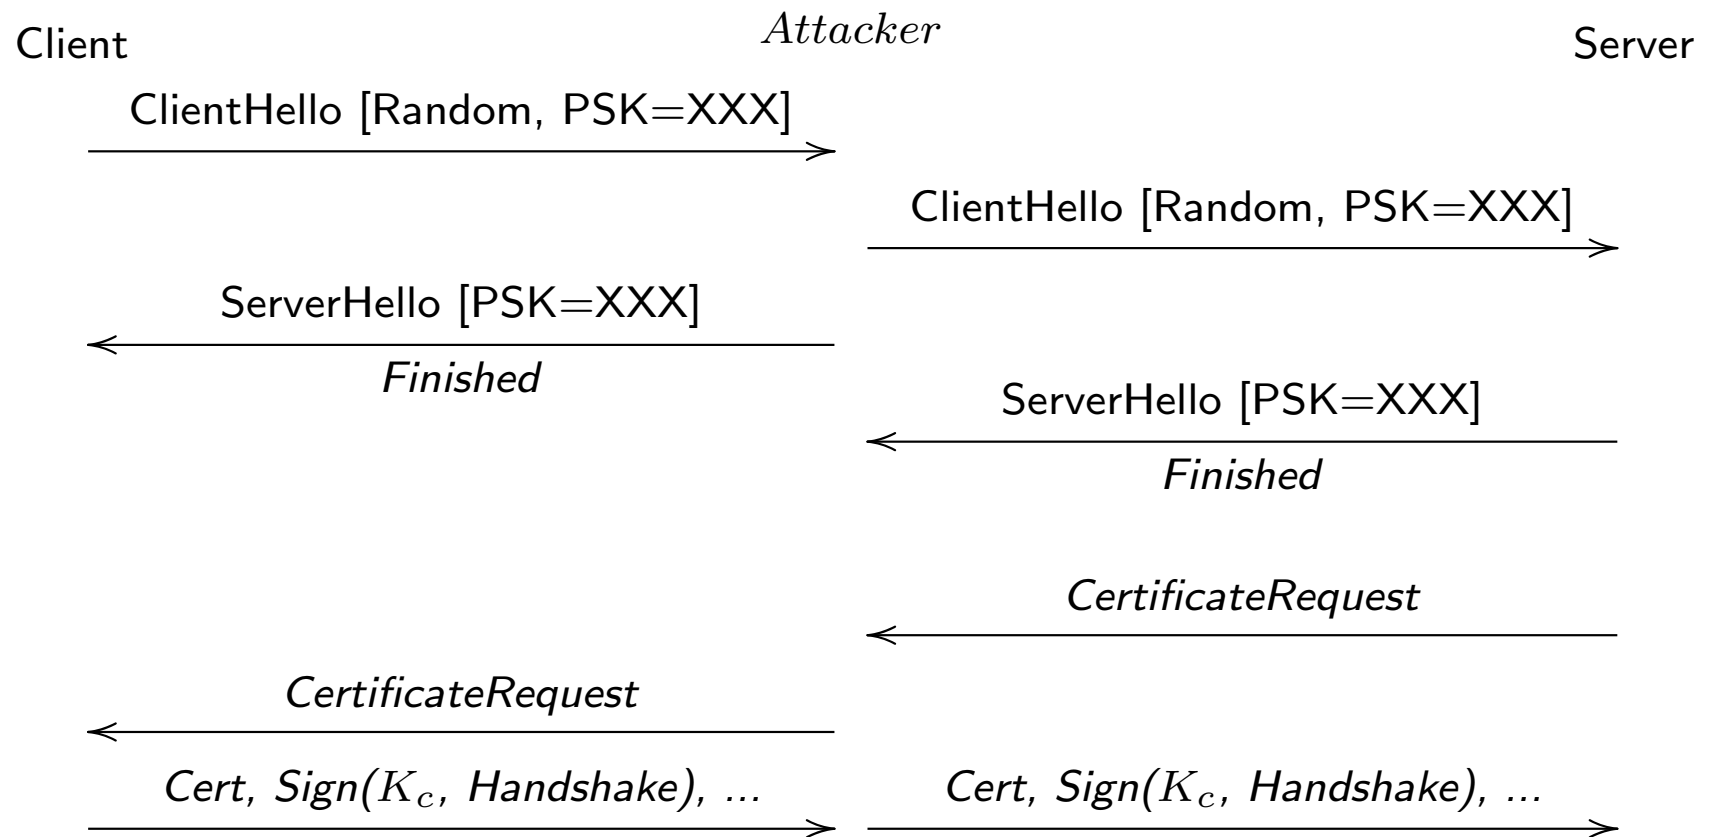 Client
Attacker
Server
ClientHello [Random, PSK=XXX]
ClientHello [Random, PSK=XXX]
ServerHello [PSK=XXX]
Finished
ServerHello [PSK=XXX]
Finished
CertificateRequest
CertificateRequest
Cert, Sign(K_c, Handshake), ...
Cert, Sign(K_c, Handshake), ...